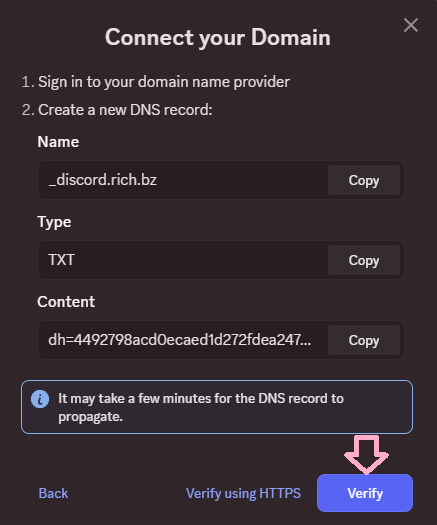 Connect your Domain
1. Sign in to your domain name provider
2. Create a new DNS record:
Name
_discord.rich.bz
Copy
Type
TXT
Copy
Content
dh=4492798acd0ecaed1d272fdea247...
Copy
It may take a few minutes for the DNS record to
propagate.
Back
Verify using HTTPS
Verify